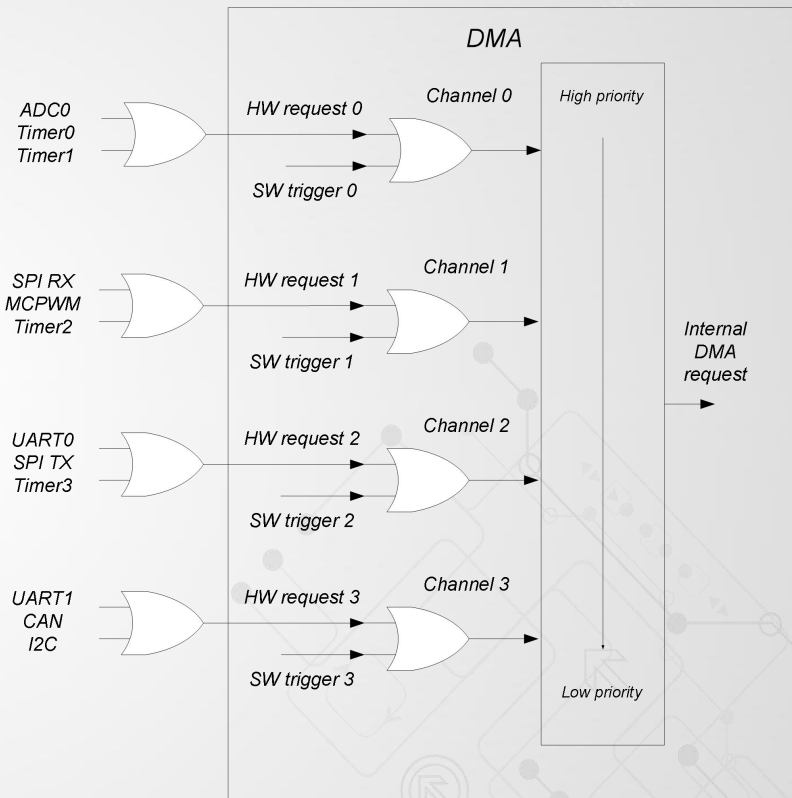 DMA
ADC0
Timer0
Timer1
HW request 0
SW trigger 0
Channel 0
High priority
SPI RX
MCPWM
Timer2
HW request 1
SW trigger 1
Channel 1
Internal
DMA
request
UART0
SPI TX
Timer3
HW request 2
SW trigger 2
Channel 2
UART1
CAN
I2C
HW request 3
SW trigger 3
Channel 3
Low priority